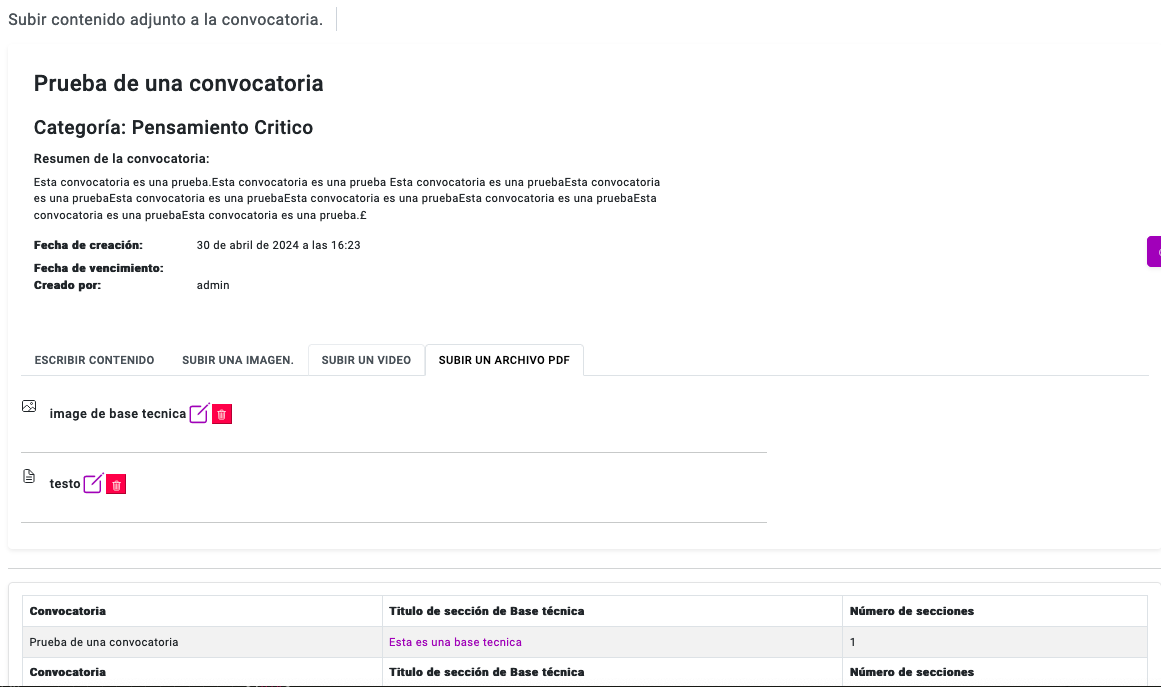 Subir contenido adjunto a la convocatoria.
Prueba de una convocatoria
Categoría: Pensamiento Critico
Resumen de la convocatoria:
Esta convocatoria es una prueba.Esta convocatoria es una prueba Esta convocatoria es una pruebaEsta convocatoria
es una pruebaEsta convocatoria es una pruebaEsta convocatoria es una pruebaEsta convocatoria es una pruebaEsta
convocatoria es una pruebaEsta convocatoria es una prueba.£
Fecha de creación: 30 de abril de 2024 a las 16:23
Fecha de vencimiento:
Creado por: admin
ESCRIBIR CONTENIDO SUBIR UNA IMAGEN. SUBIR UN VIDEO SUBIR UN ARCHIVO PDF
image de base tecnica
testo
Convocatoria Titulo de sección de Base técnica Número de secciones
Prueba de una convocatoria Esta es una base tecnica 1
Convocatoria Titulo de sección de Base técnica Número de secciones